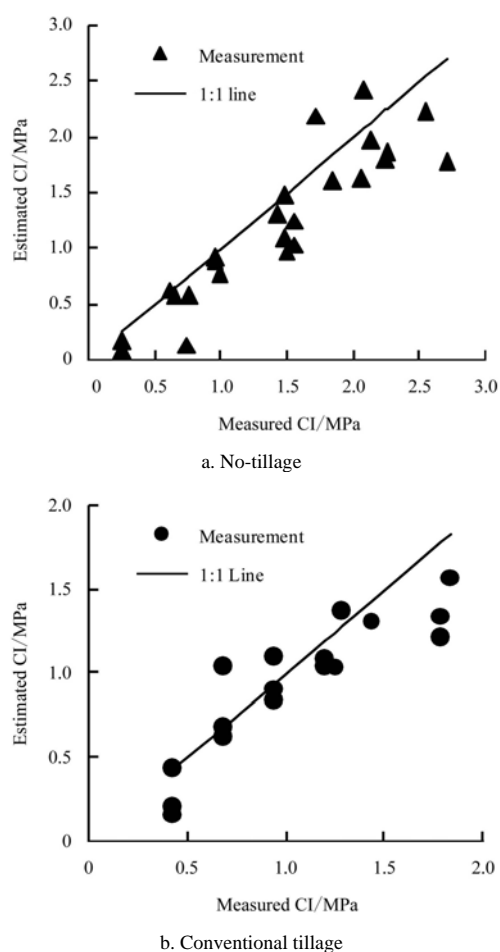 3.0
Measurement
2.5
1:1 line
2.0
1.5
1.0
0.5
0
Estimated CI/MPa
0 0.5 1.0 1.5 2.0 2.5 3.0
Measured CI/MPa
a. No-tillage
2.0
Measurement
1:1 Line
1.5
1.0
0.5
0
Estimated CI/MPa
0 0.5 1.0 1.5 2.0
Measured CI/MPa
b. Conventional tillage